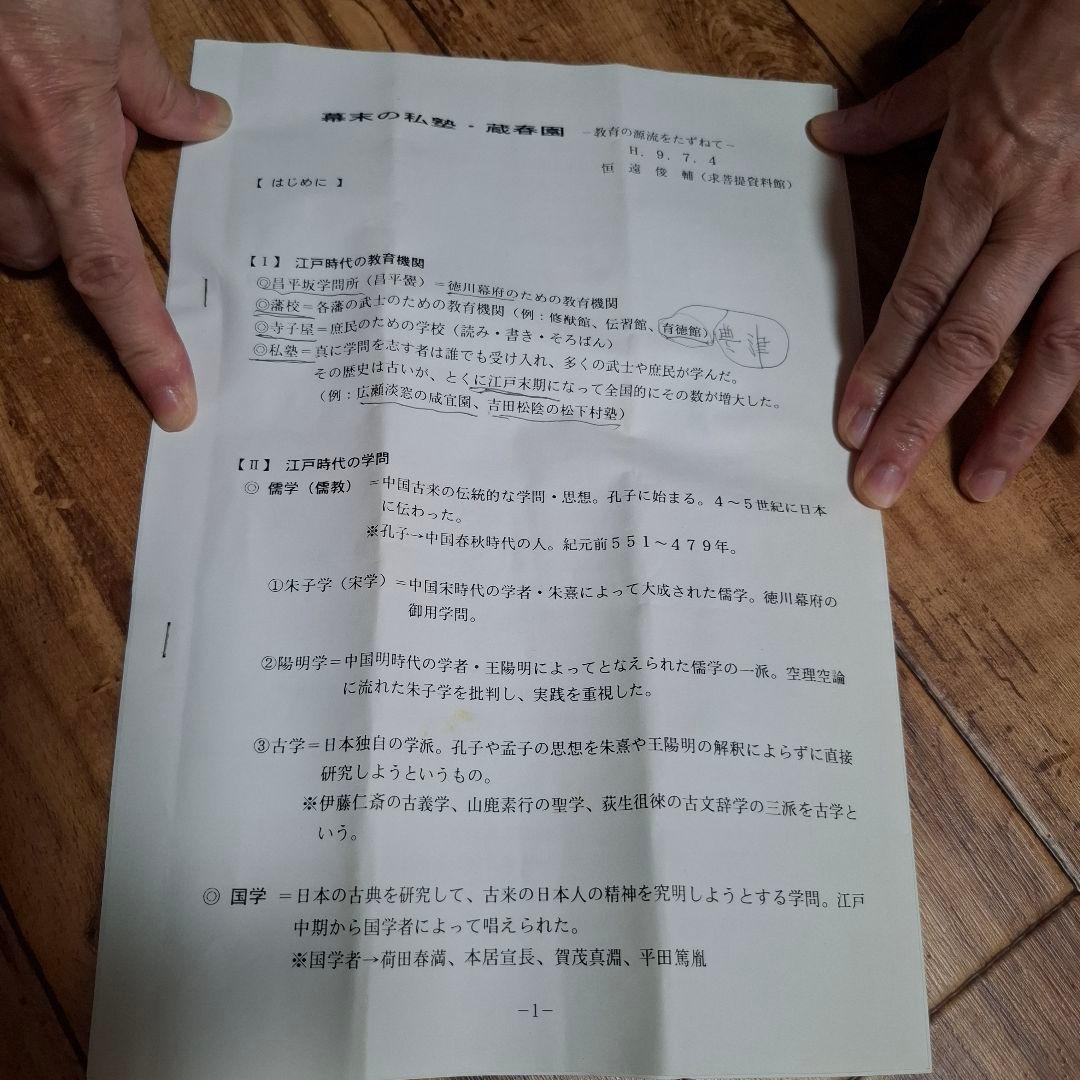 幕末の私塾・蔵春園 －教育の源流をたずねて－
H．9．7．4
恒 遠 俊 輔（求菩提資料館）
【 はじめに 】
【Ⅰ】 江戸時代の教育機関
◎昌平坂学問所（昌平黌）＝徳川幕府のための教育機関
◎藩校＝各藩の武士のための教育機関（例：修猷館、伝習館、育徳館）豊津
◎寺子屋＝庶民のための学校（読み・書き・そろばん）
◎私塾＝真に学問を志す者は誰でも受け入れ、多くの武士や庶民が学んだ。
その歴史は古いが、とくに江戸末期になって全国的にその数が増大した。
（例：広瀬淡窓の咸宜園、吉田松陰の松下村塾）
【Ⅱ】 江戸時代の学問
◎ 儒学（儒教） ＝中国古来の伝統的な学問・思想。孔子に始まる。４～５世紀に日本
に伝わった。
※孔子→中国春秋時代の人。紀元前５５１～４７９年。
①朱子学（宋学）＝中国宋時代の学者・朱熹によって大成された儒学。徳川幕府の
御用学問。
②陽明学＝中国明時代の学者・王陽明によってとなえられた儒学の一派。空理空論
に流れた朱子学を批判し、実践を重視した。
③古学＝日本独自の学派。孔子や孟子の思想を朱熹や王陽明の解釈によらずに直接
研究しようというもの。
※伊藤仁斎の古義学、山鹿素行の聖学、荻生徂徠の古文辞学の三派を古学と
いう。
◎ 国学 ＝日本の古典を研究して、古来の日本人の精神を究明しようとする学問。江戸
中期から国学者によって唱えられた。
※国学者→荷田春満、本居宣長、賀茂真淵、平田篤胤
－1－